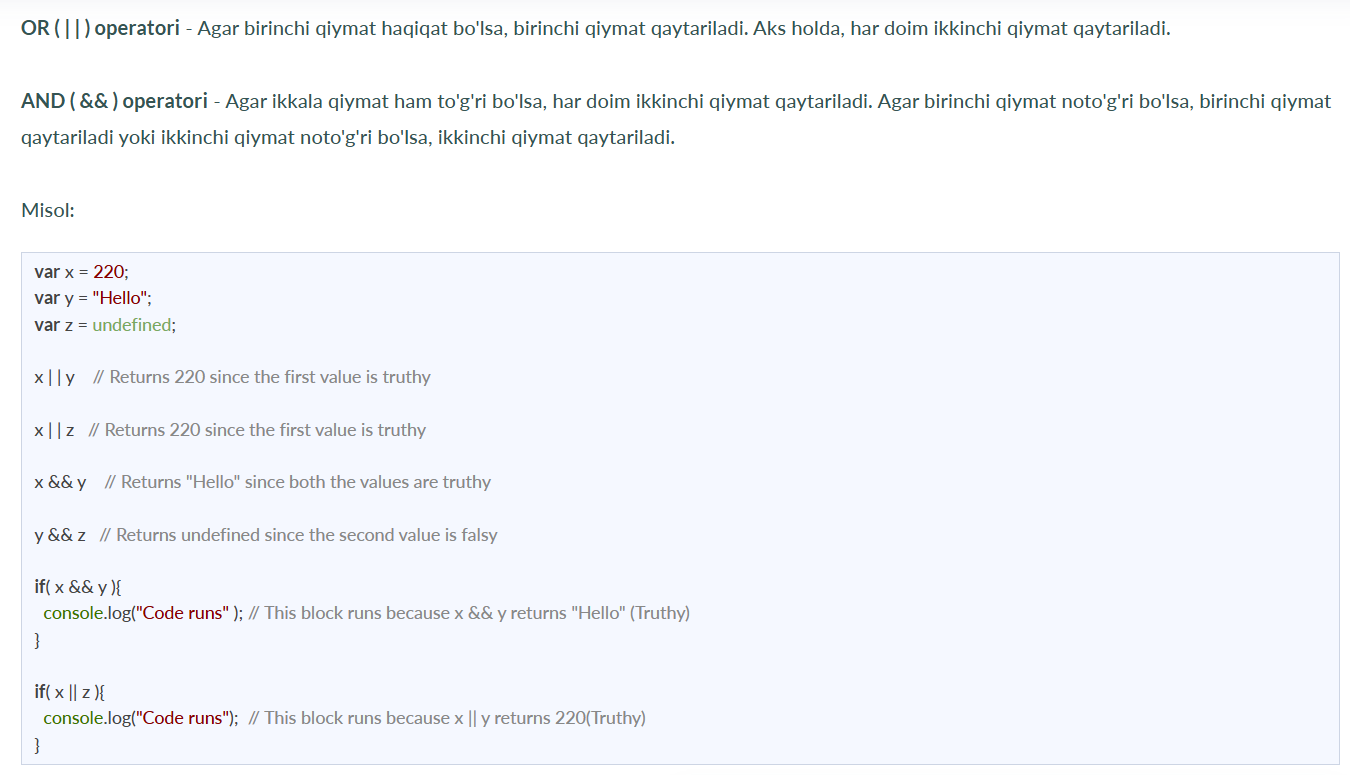 OR ( | | ) operatori - Agar birinchi qiymat haqiqat bo'lsa, birinchi qiymat qaytariladi. Aks holda, har doim ikkinchi qiymat qaytariladi.
AND ( && ) operatori - Agar ikkala qiymat ham to'g'ri bo'lsa, har doim ikkinchi qiymat qaytariladi. Agar birinchi qiymat noto'g'ri bo'lsa, birinchi qiymat
qaytariladi yoki ikkinchi qiymat noto'g'ri bo'lsa, ikkinchi qiymat qaytariladi.
Misol:
var x = 220;
var y = "Hello";
var z = undefined;
x | | y // Returns 220 since the first value is truthy
x | | z // Returns 220 since the first value is truthy
x && y // Returns "Hello" since both the values are truthy
y && z // Returns undefined since the second value is falsy
if( x && y ){
console.log("Code runs" ); // This block runs because x && y returns "Hello" (Truthy)
}
if( x || z ){
console.log("Code runs"); // This block runs because x || y returns 220(Truthy)
}